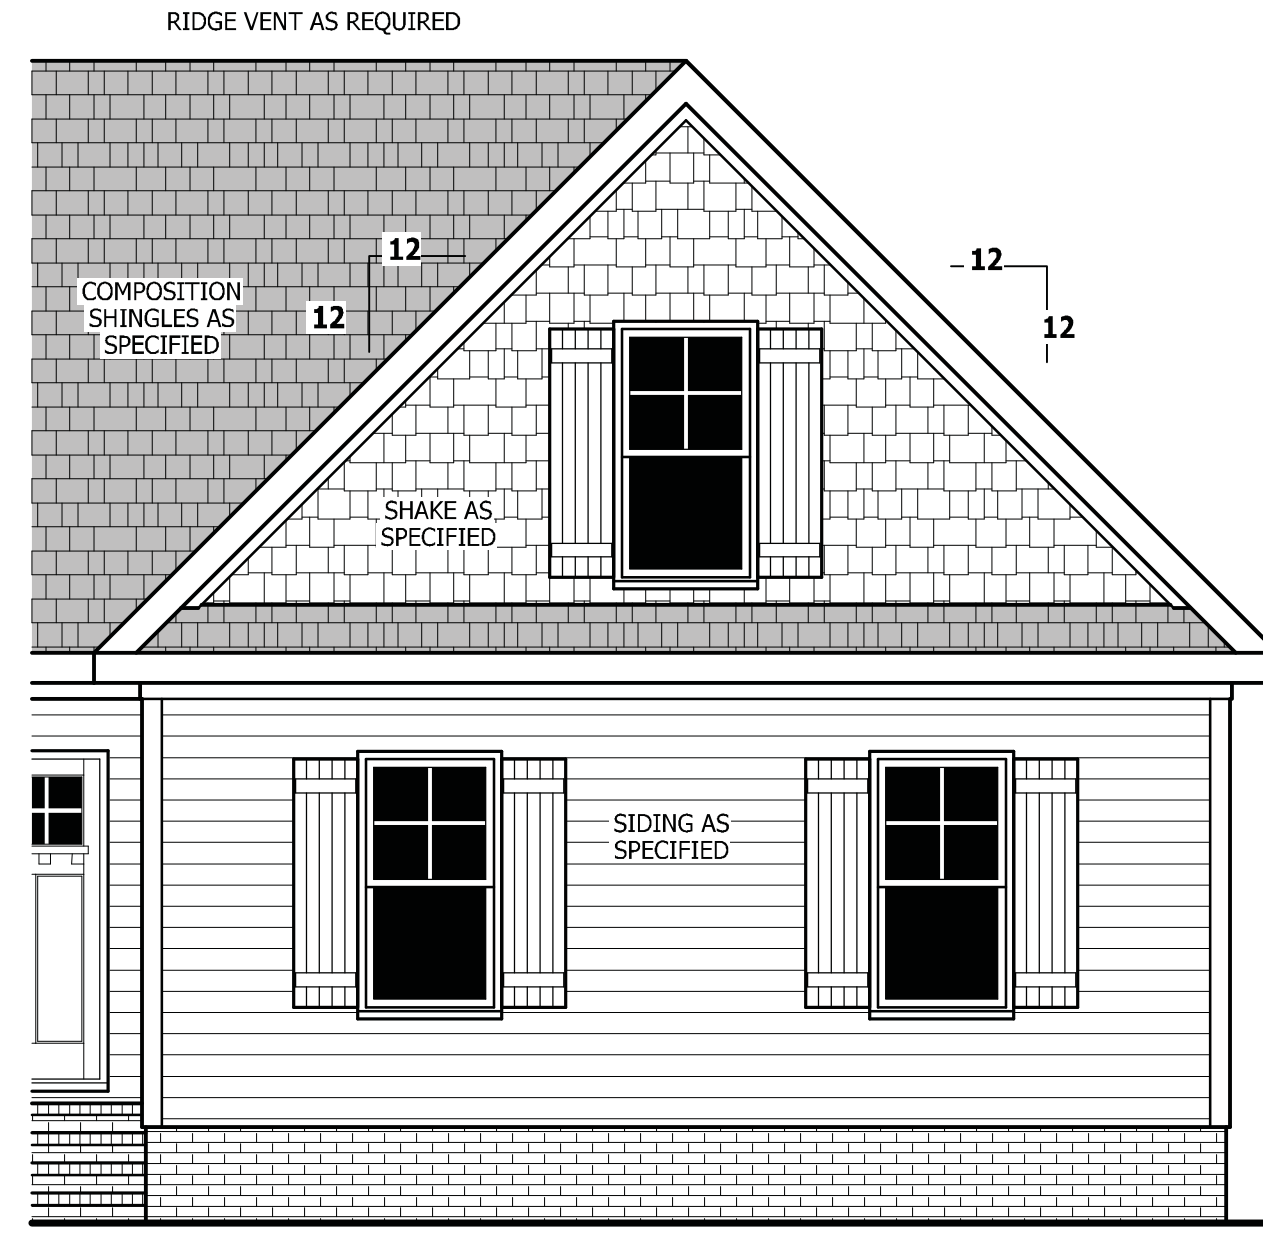 RIDGE VENT AS REQUIRED
12
12
COMPOSITION
SHINGLES AS
SPECIFIED
12
12
SHAKE AS
SPECIFIED
SIDING AS
SPECIFIED